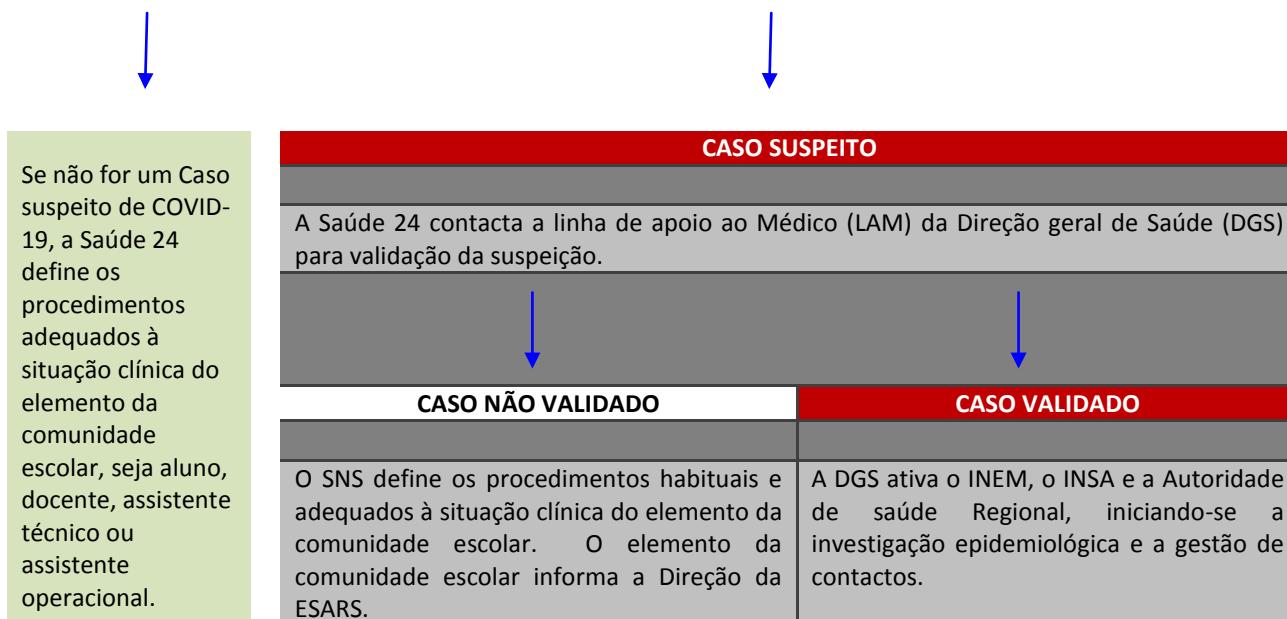 Se não for um Caso
suspeito de COVID-
19, a Saúde 24
define os
procedimentos
adequados à
situação clínica do
elemento da
comunidade
escolar, seja aluno,
docente, assistente
técnico ou
assistente
operacional.
CASO SUSPEITO
A Saúde 24 contacta a linha de apoio ao Médico (LAM) da Direção geral de Saúde (DGS)
para validação da suspeição.
CASO NÃO VALIDADO
O SNS define os procedimentos habituais e
adequados à situação clínica do elemento da
comunidade escolar. O elemento da
comunidade escolar informa a Direção da
ESARS.
CASO VALIDADO
A DGS ativa o INEM, o INSA e a Autoridade
de saúde Regional, iniciando-se a
investigação epidemiológica e a gestão de
contactos.